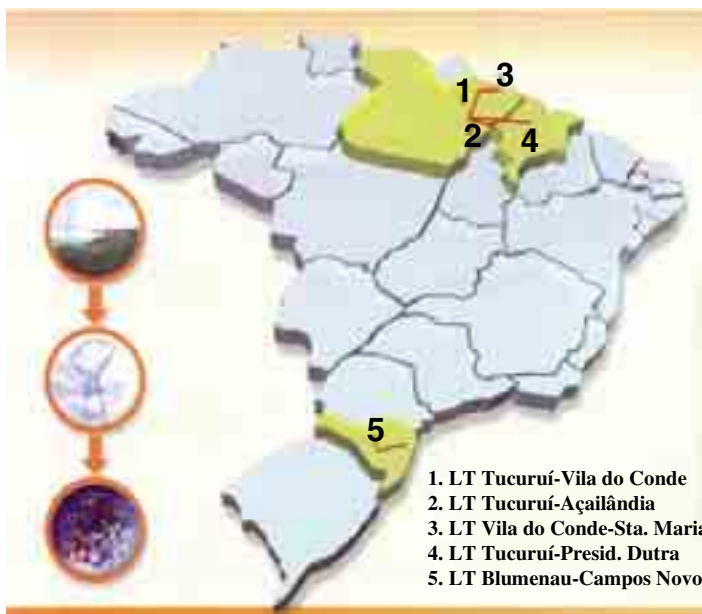 3
1
2
4
5
1. LT Tucuruí-Vila do Conde
2. LT Tucuruí-Açailândia
3. LT Vila do Conde-Sta. Maria
4. LT Tucuruí-Presid. Dutra
5. LT Blumenau-Campos Novo